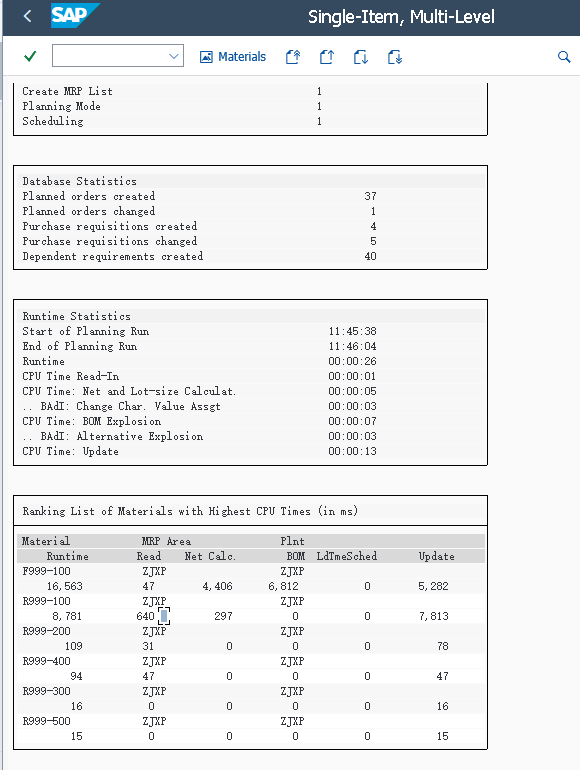 SAP
Single-Item, Multi-Level
Materials
Create MRP List 1
Planning Mode 1
Scheduling 1
Database Statistics
Planned orders created 37
Planned orders changed 1
Purchase requisitions created 4
Purchase requisitions changed 5
Dependent requirements created 40
Runtime Statistics
Start of Planning Run 11:45:38
End of Planning Run 11:46:04
Runtime 00:00:26
CPU Time Read-In 00:00:01
CPU Time: Net and Lot-size Calculat. 00:00:05
.. BAdI: Change Char. Value Assgt 00:00:03
CPU Time: BOM Explosion 00:00:07
.. BAdI: Alternative Explosion 00:00:03
CPU Time: Update 00:00:13
Ranking List of Materials with Highest CPU Times (in ms)
Material MRP Area Plnt
Runtime Read Net Calc. BOM LdTmeSched Update
F999-100 ZJXP ZJXP
16,563 47 4,406 6,812 0 5,282
R999-100 ZJXP ZJXP
8,781 640 297 0 0 7,813
R999-200 ZJXP ZJXP
109 31 0 0 0 78
R999-400 ZJXP ZJXP
94 47 0 0 0 47
R999-300 ZJXP ZJXP
16 0 0 0 0 16
R999-500 ZJXP ZJXP
15 0 0 0 0 15